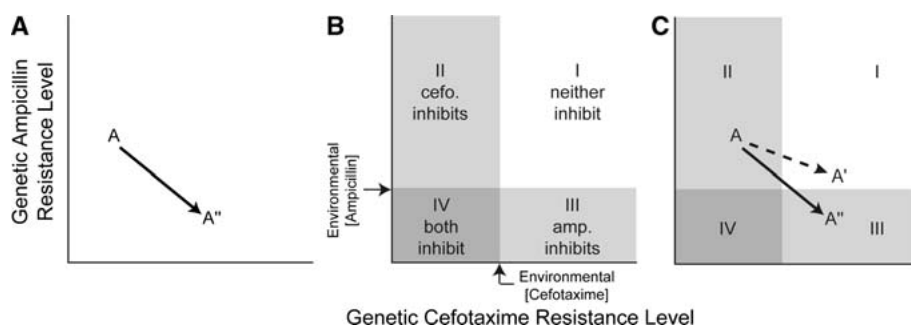 A
B
C
Genetic Ampicillin
Resistance Level
A
A"
Environmental
[Ampicillin]
II
cefo.
inhibits
I
neither
inhibit
IV
both
inhibit
III
amp.
inhibits
Environmental
[Cefotaxime]
II
I
A
A'
A"
IV
III
Genetic Cefotaxime Resistance Level